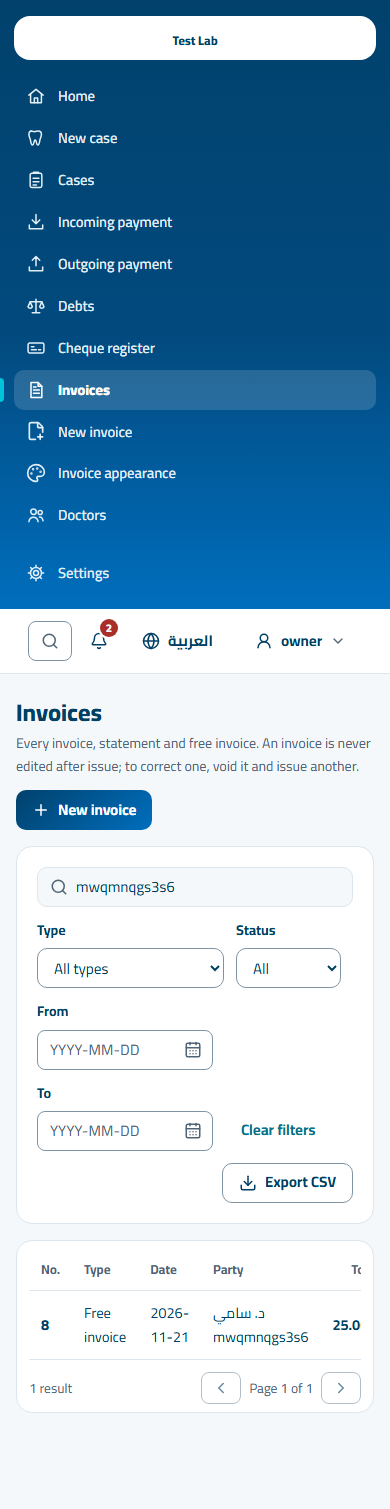 Test Lab
Home
New case
Cases
Incoming payment
Outgoing payment
Debts
Cheque register
Invoices
New invoice
Invoice appearance
Doctors
Settings
2
العربية
owner
Invoices
Every invoice, statement and free invoice. An invoice is never
edited after issue; to correct one, void it and issue another.
New invoice
mwqmnqgs3s6
Type
Status
All types
All
From
YYYY-MM-DD
To
YYYY-MM-DD
Clear filters
Export CSV
No.
Type
Date
Party
8
Free
invoice
2026-
11-21
د. سامي
mwqmnqgs3s6
25.0
1 result
Page 1 of 1